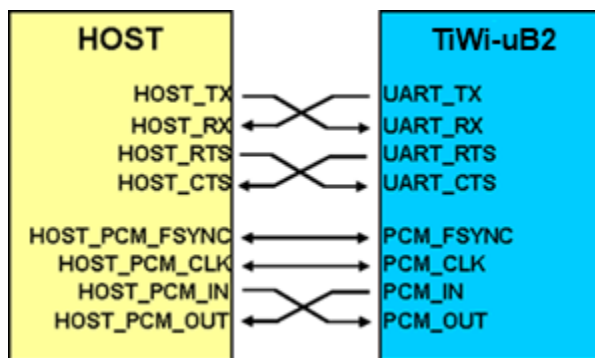 HOST
TiWi-uB2
HOST_TX
UART_TX
HOST_RX
UART_RX
HOST_RTS
UART_RTS
HOST_CTS
UART_CTS
HOST_PCM_FSYNC
PCM_FSYNC
HOST_PCM_CLK
PCM_CLK
HOST_PCM_IN
PCM_IN
HOST_PCM_OUT
PCM_OUT